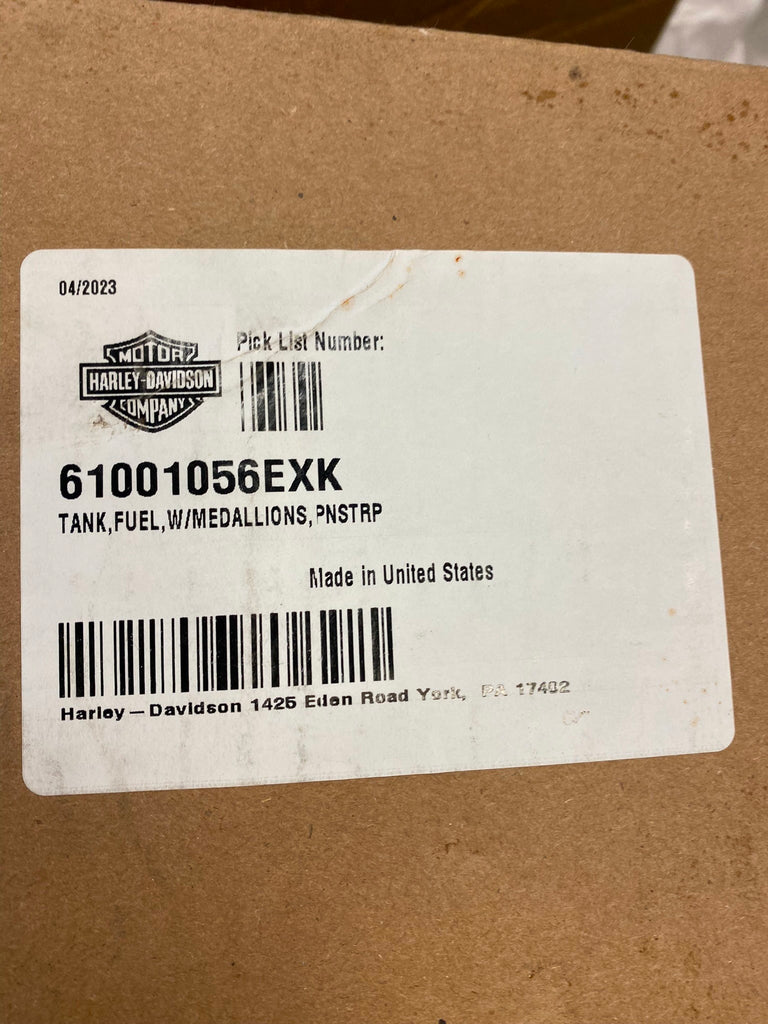 04/2023
MOTOR
HARLEY-DAVIDSON
COMPANY
Pick List Number:
61001056EXK
TANK,FUEL,W/MEDALLIONS,PNSTRP
Made in United States
Harley-Davidson 1425 Eden Road York, PA 17402